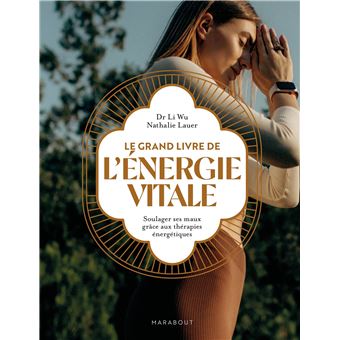 Dr Li Wu
Nathalie Lauer
LE GRAND LIVRE DE
L'ÉNERGIE
VITALE
Soulager ses maux
grâce aux thérapies
énergétiques
MARABOUT